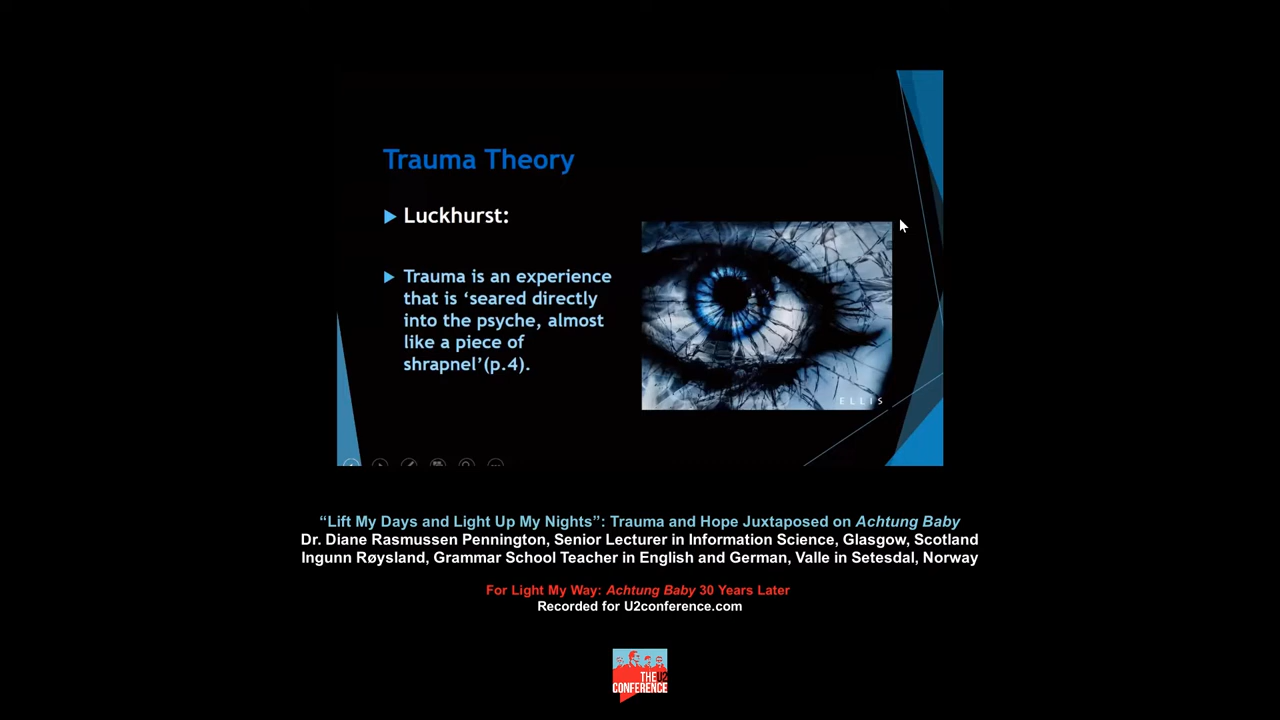 Trauma Theory
Luckhurst:
Trauma is an experience
that is ‘seared directly
into the psyche, almost
like a piece of
shrapnel’(p.4).
ELLIS
“Lift My Days and Light Up My Nights”: Trauma and Hope Juxtaposed on Achtung Baby
Dr. Diane Rasmussen Pennington, Senior Lecturer in Information Science, Glasgow, Scotland
Ingunn Røysland, Grammar School Teacher in English and German, Valle in Setesdal, Norway
For Light My Way: Achtung Baby 30 Years Later
Recorded for U2conference.com
THE U2
CONFERENCE